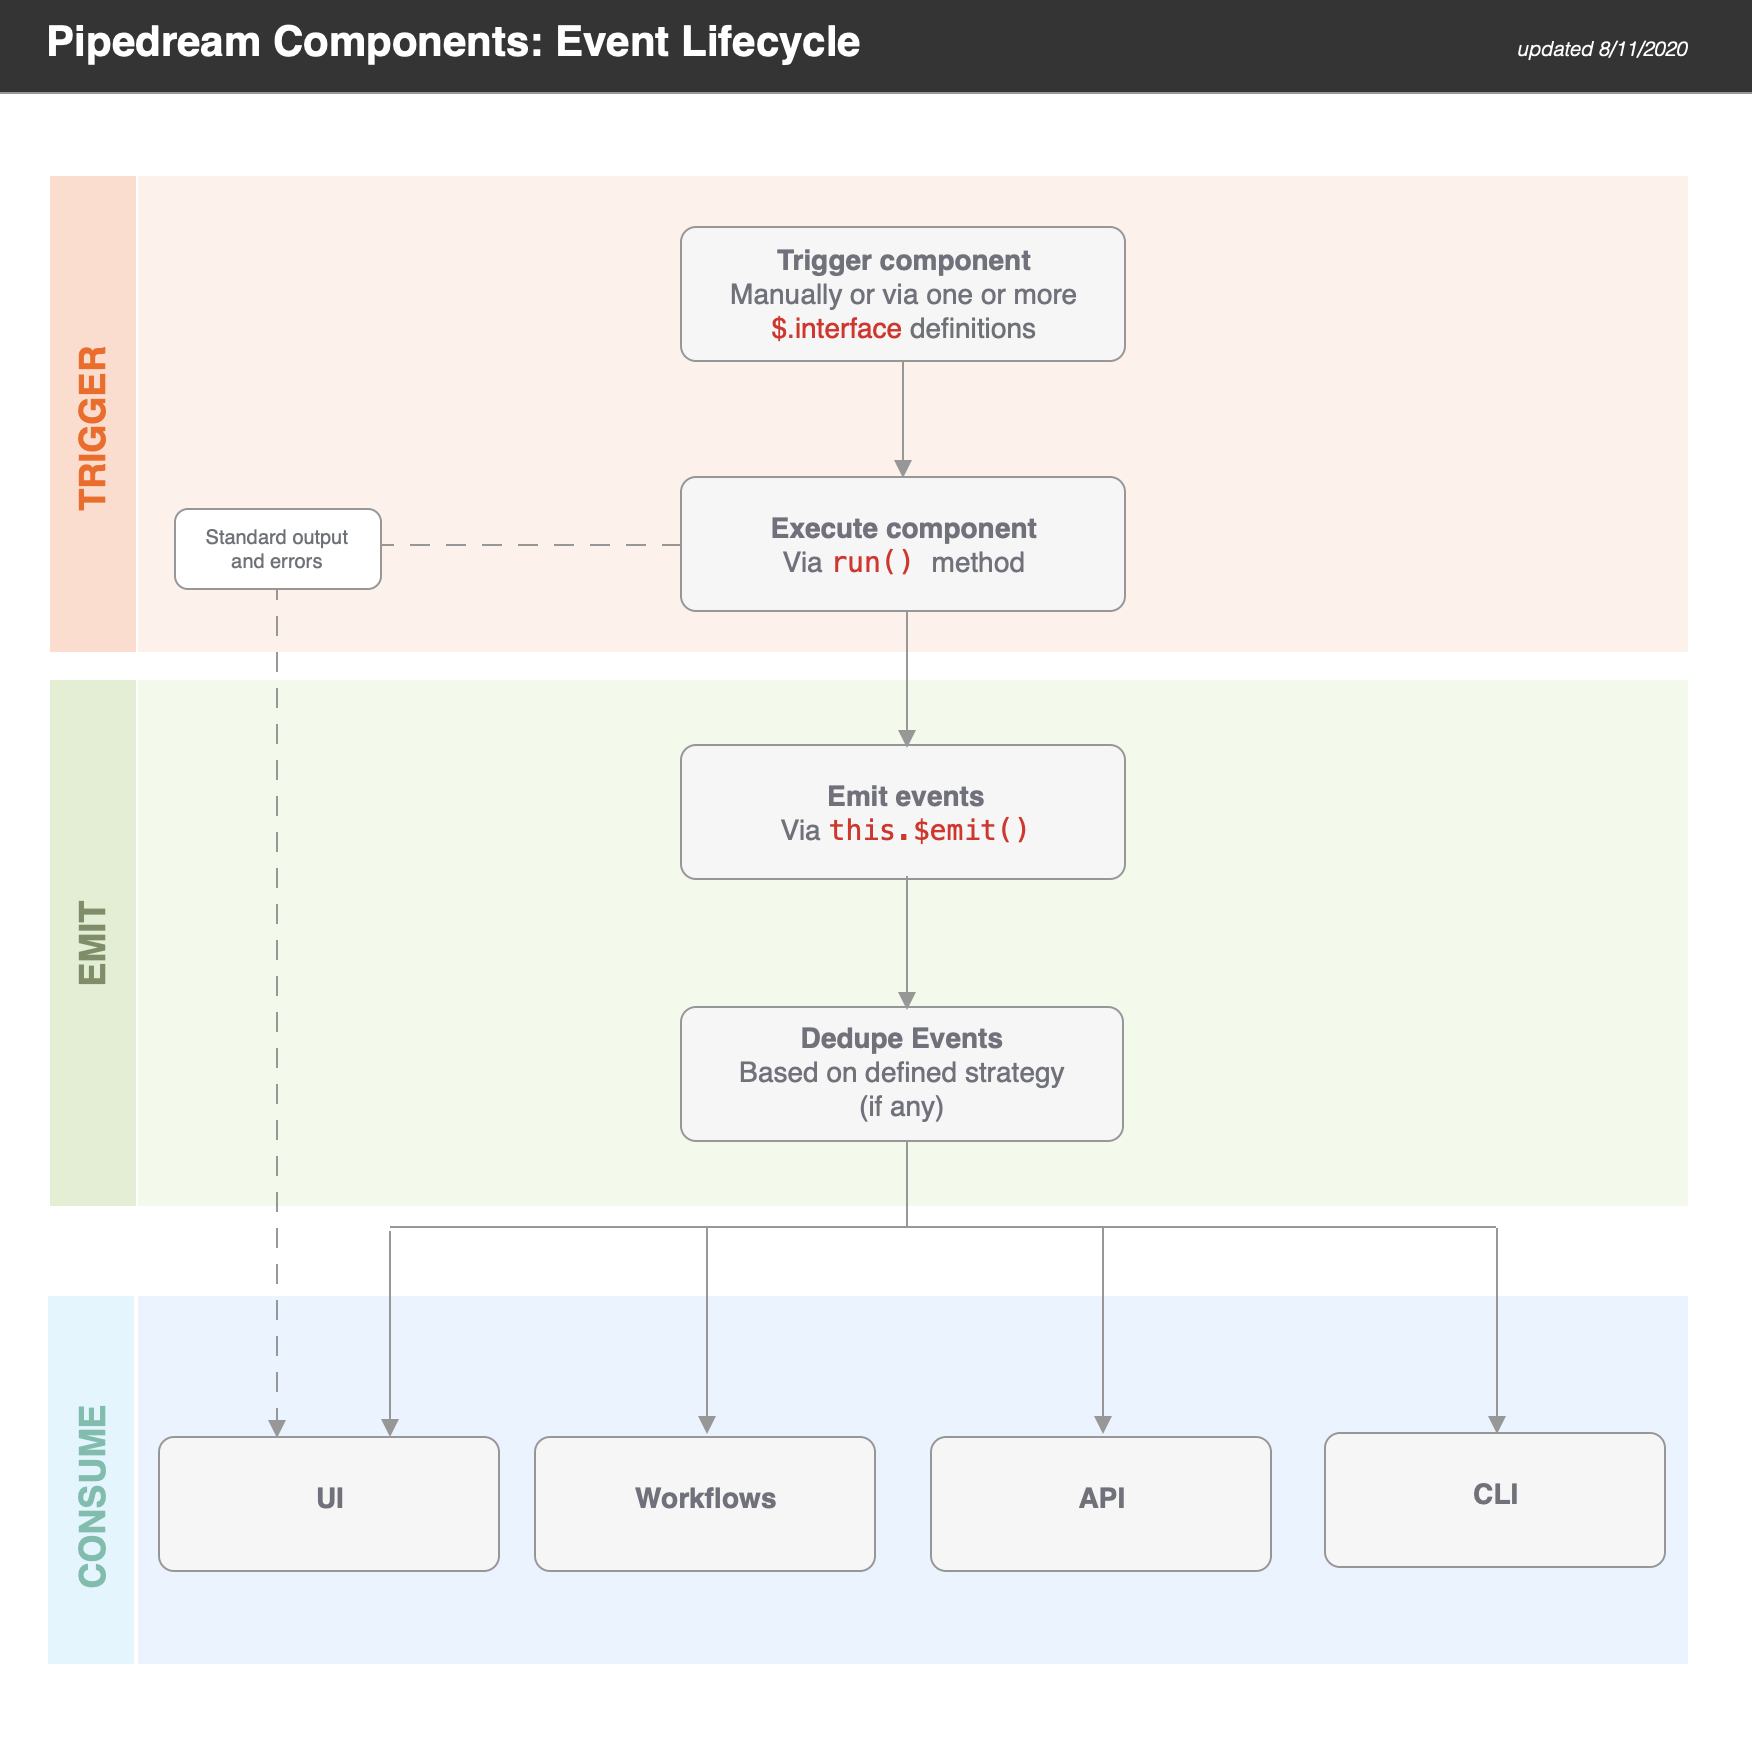 Pipedream Components: Event Lifecycle
updated 8/11/2020
TRIGGER
Trigger component
Manually or via one or more
$.interface definitions
Execute component
Via run() method
Standard output
and errors
EMIT
Emit events
Via this.$emit()
Dedupe Events
Based on defined strategy
(if any)
CONSUME
UI
Workflows
API
CLI